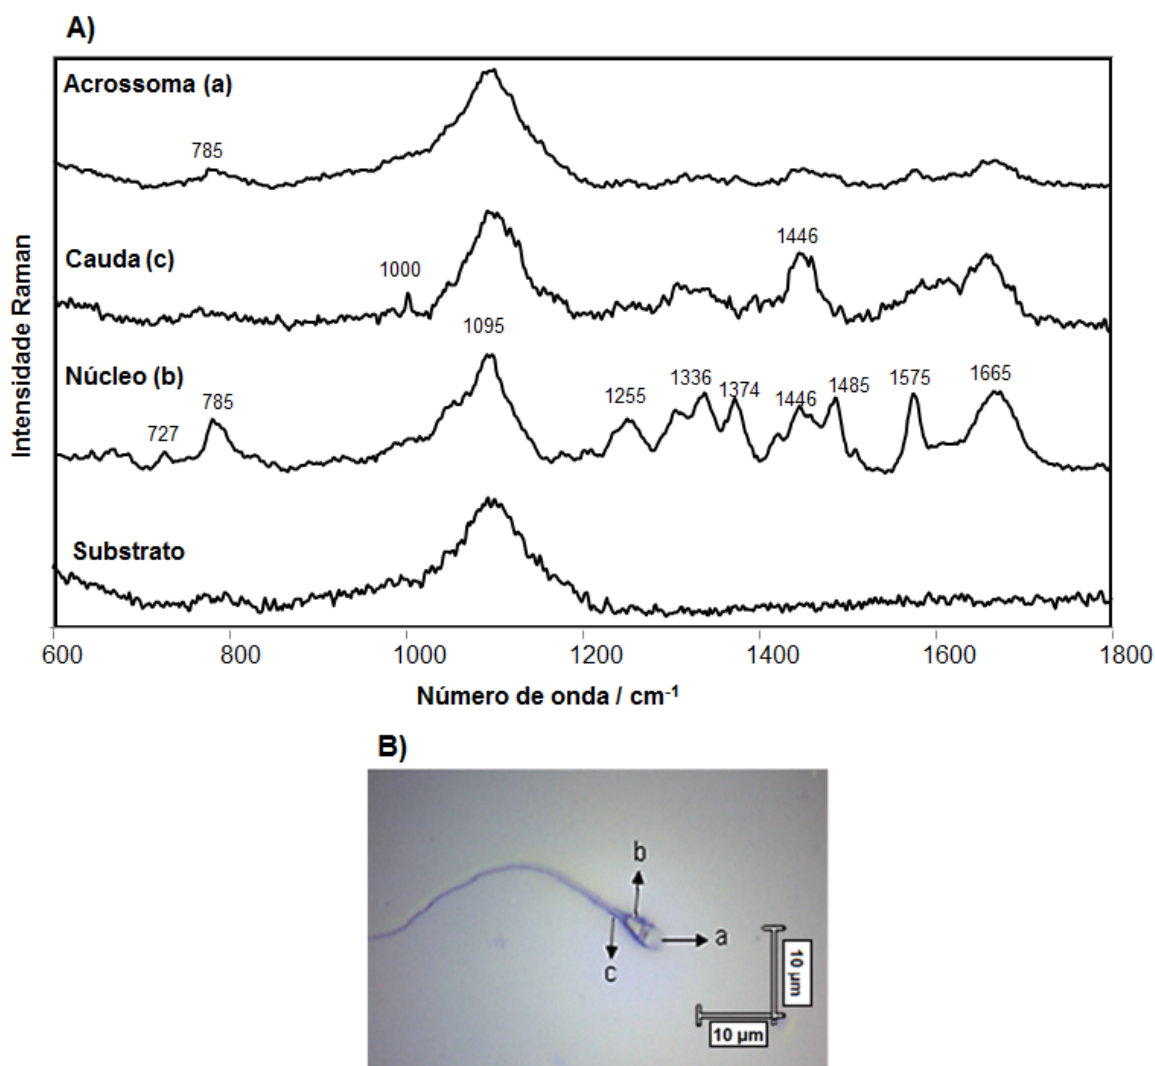 A)
Acrossoma (a)
785
Cauda (c)
1000
1446
Núcleo (b)
727
785
1095
1255
1336
1374
1446
1485
1575
1665
Substrato
Intensidade Raman
600 800 1000 1200 1400 1600 1800
Número de onda / cm⁻¹
B)
b
a
c
10 µm
10 µm